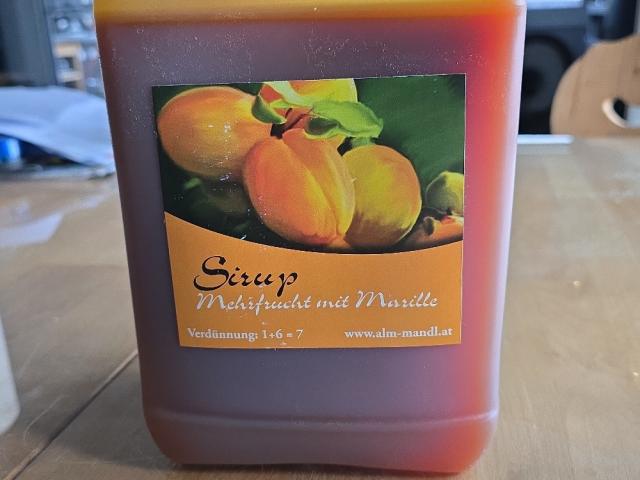 Sirup
Mehrfrucht mit Marille
Verdünnung: 1+6 = 7 www.alm-mandl.at